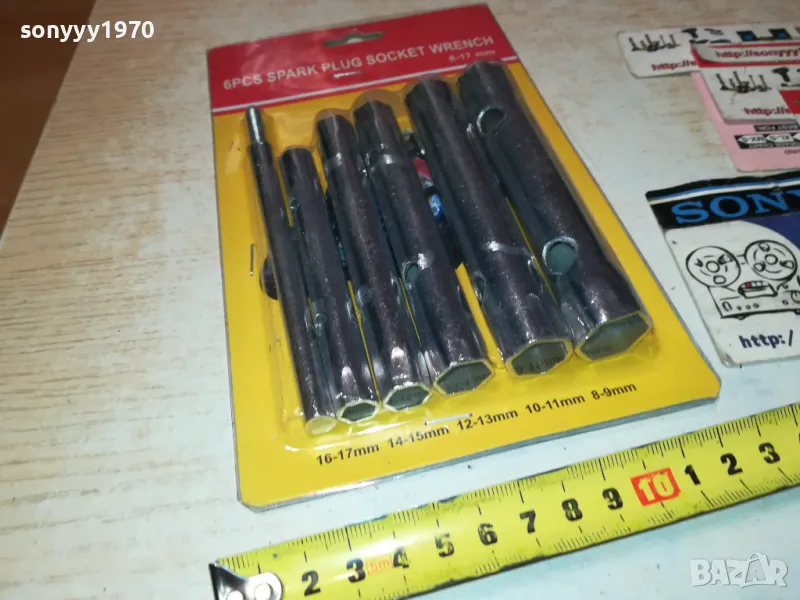 sonyyy1970
6PCS SPARK PLUG SOCKET WRENCH
8-17 mm
16-17mm 14-15mm 12-13mm 10-11mm 8-9mm
SONY
http:/
http://s
2 3 4 5 6 7 8 9 10 1 2 3
5m
BAZAR